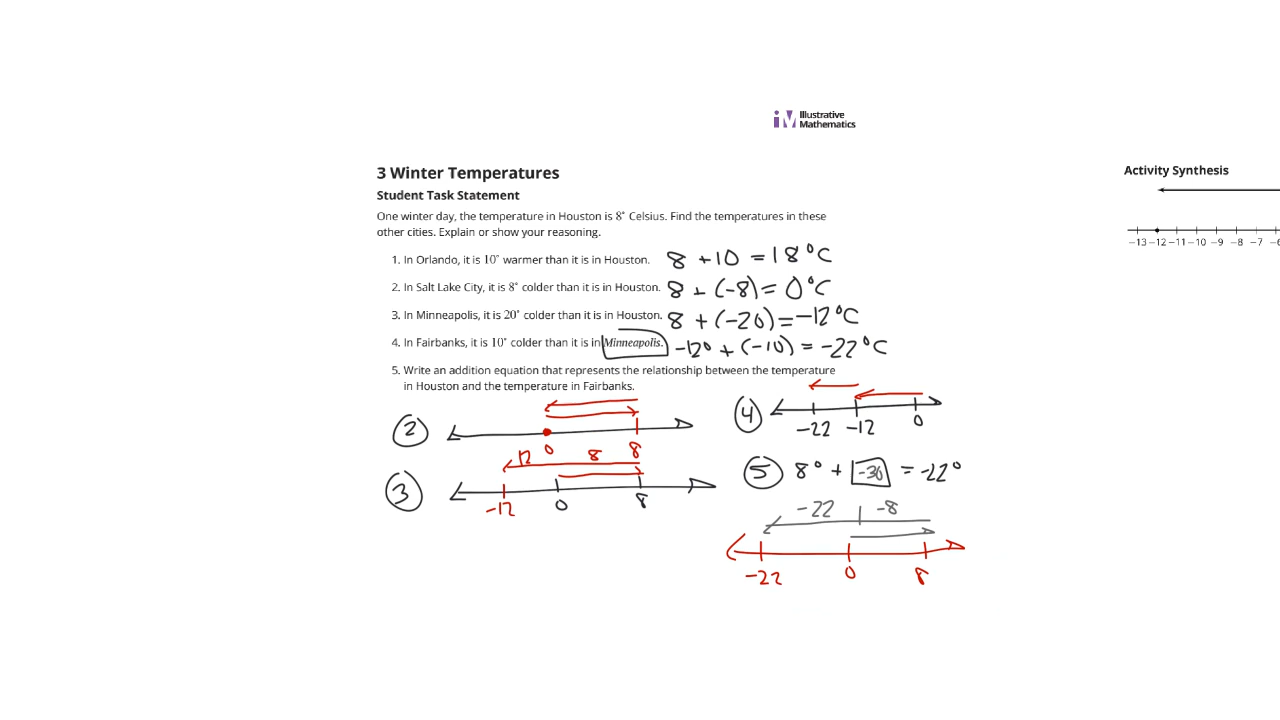 Illustrative
Mathematics
3 Winter Temperatures
Student Task Statement
One winter day, the temperature in Houston is 8° Celsius. Find the temperatures in these
other cities. Explain or show your reasoning.
1. In Orlando, it is 10° warmer than it is in Houston. 8 + 10 = 18°C
2. In Salt Lake City, it is 8° colder than it is in Houston. 8 + (-8) = 0°C
3. In Minneapolis, it is 20° colder than it is in Houston. 8 + (-20) = -12°C
4. In Fairbanks, it is 10° colder than it is in Minneapolis. -12° + (-10) = -22°C
5. Write an addition equation that represents the relationship between the temperature
in Houston and the temperature in Fairbanks.
2
0 8
3
12 8
-12 0 8
4
-22 -12 0
5 8° + -30 = -22°
-22 -8
-22 0 8
Activity Synthesis
-13 -12 -11 -10 -9 -8 -7 -6